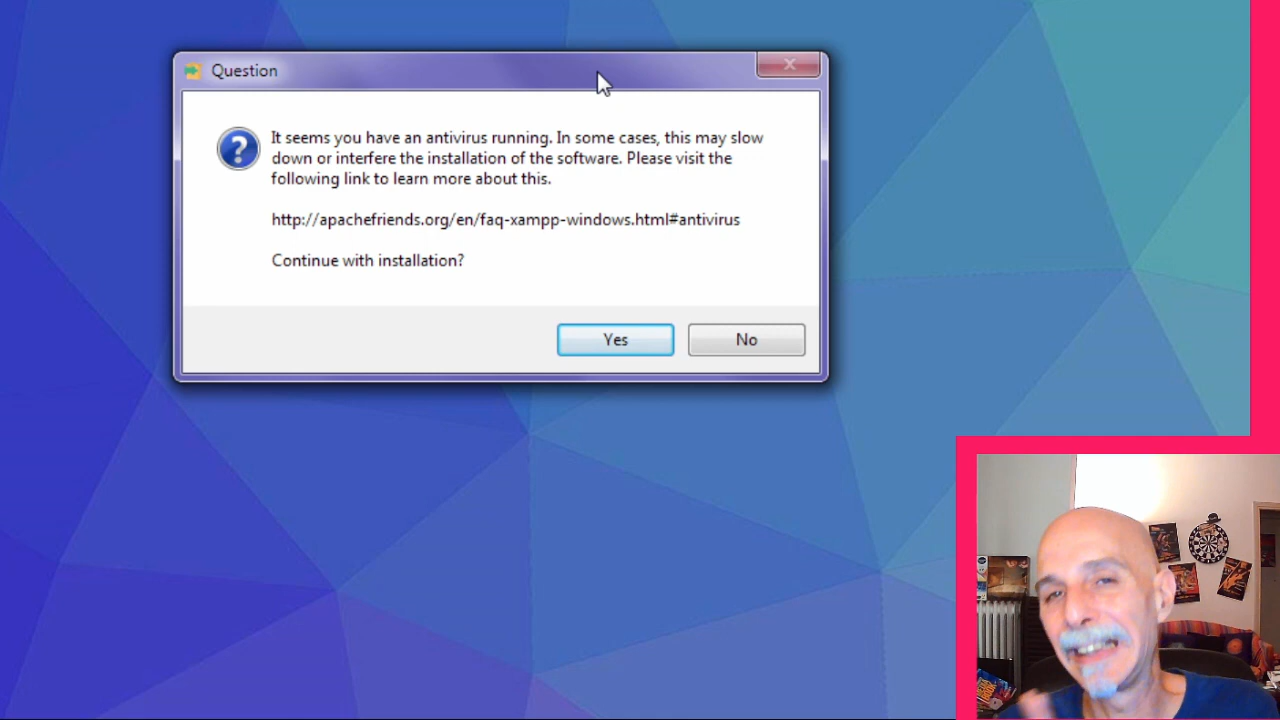 Question
It seems you have an antivirus running. In some cases, this may slow
down or interfere the installation of the software. Please visit the
following link to learn more about this.
http://apachefriends.org/en/faq-xampp-windows.html#antivirus
Continue with installation?
Yes
No